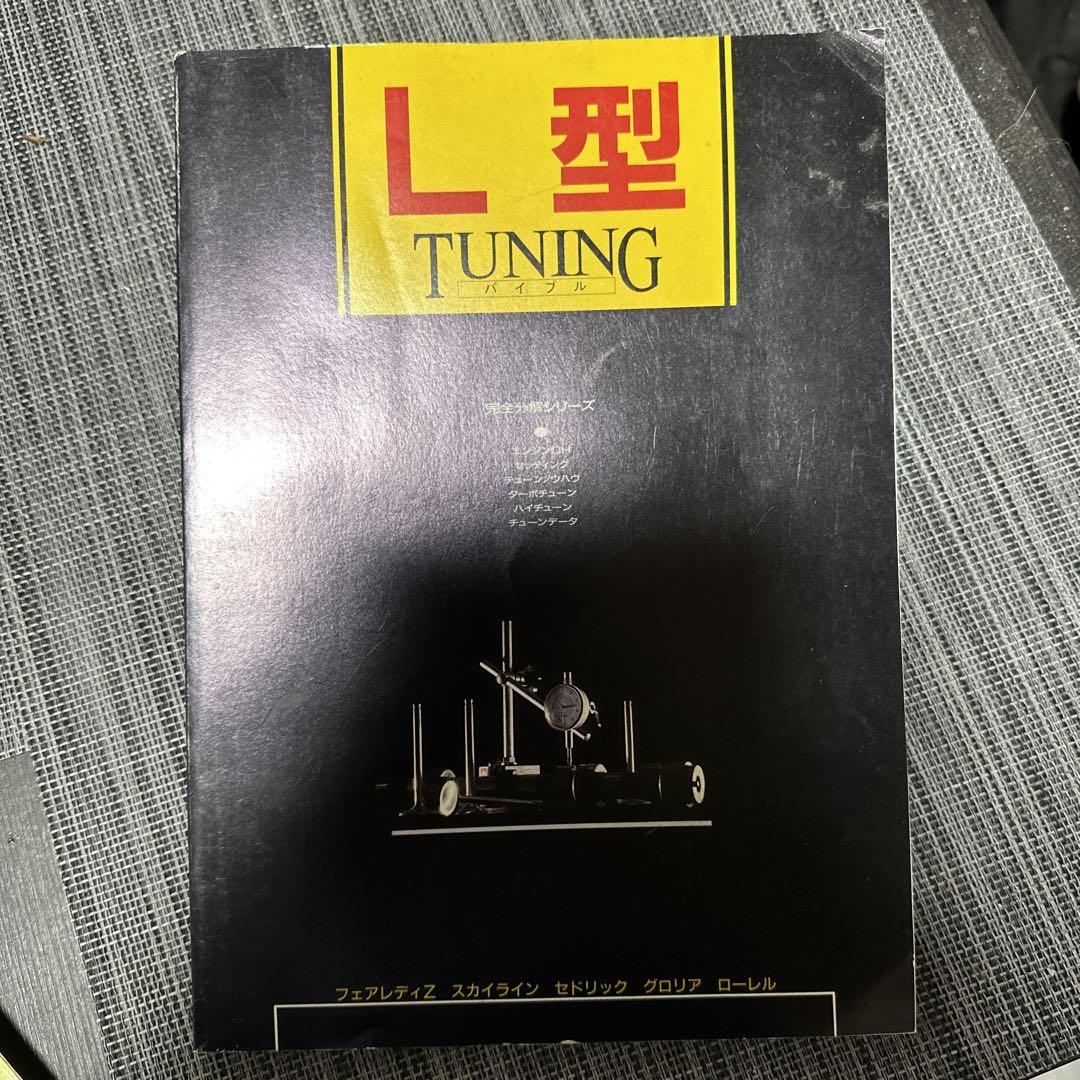 L型
TUNING
バイブル
完全分解シリーズ
エンジンOH
セッティング
チューンノウハウ
ターボチューン
ハイチューン
チューンデータ
フェアレディZ スカイライン セドリック グロリア ローレル